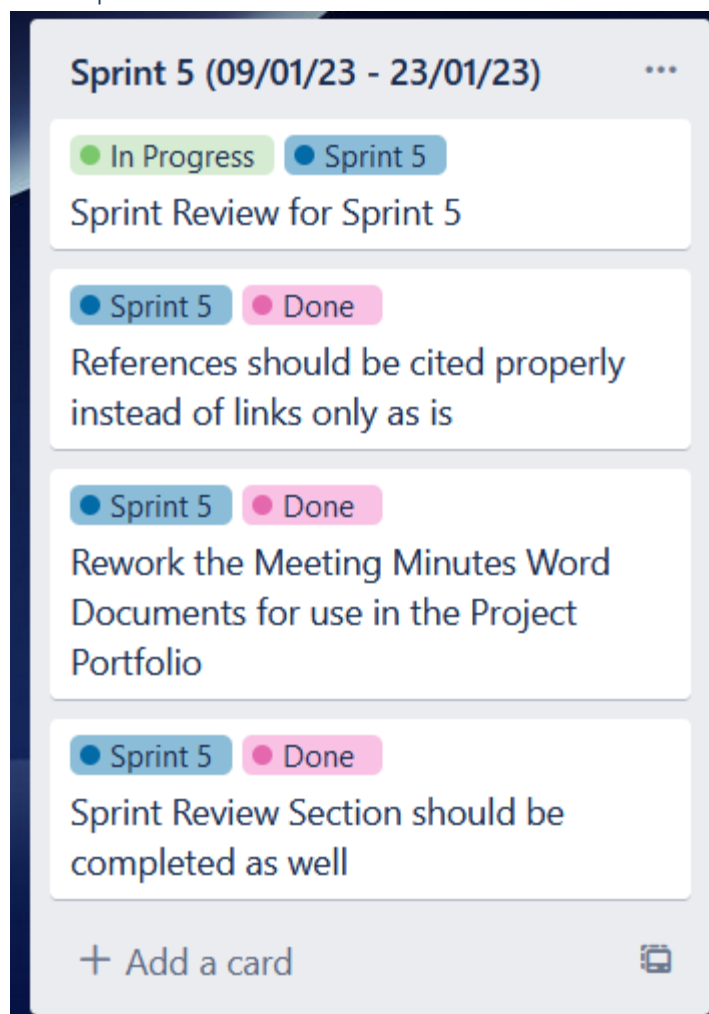 Sprint 5 (09/01/23 - 23/01/23)
In Progress Sprint 5
Sprint Review for Sprint 5
Sprint 5 Done
References should be cited properly
instead of links only as is
Sprint 5 Done
Rework the Meeting Minutes Word
Documents for use in the Project
Portfolio
Sprint 5 Done
Sprint Review Section should be
completed as well
+ Add a card